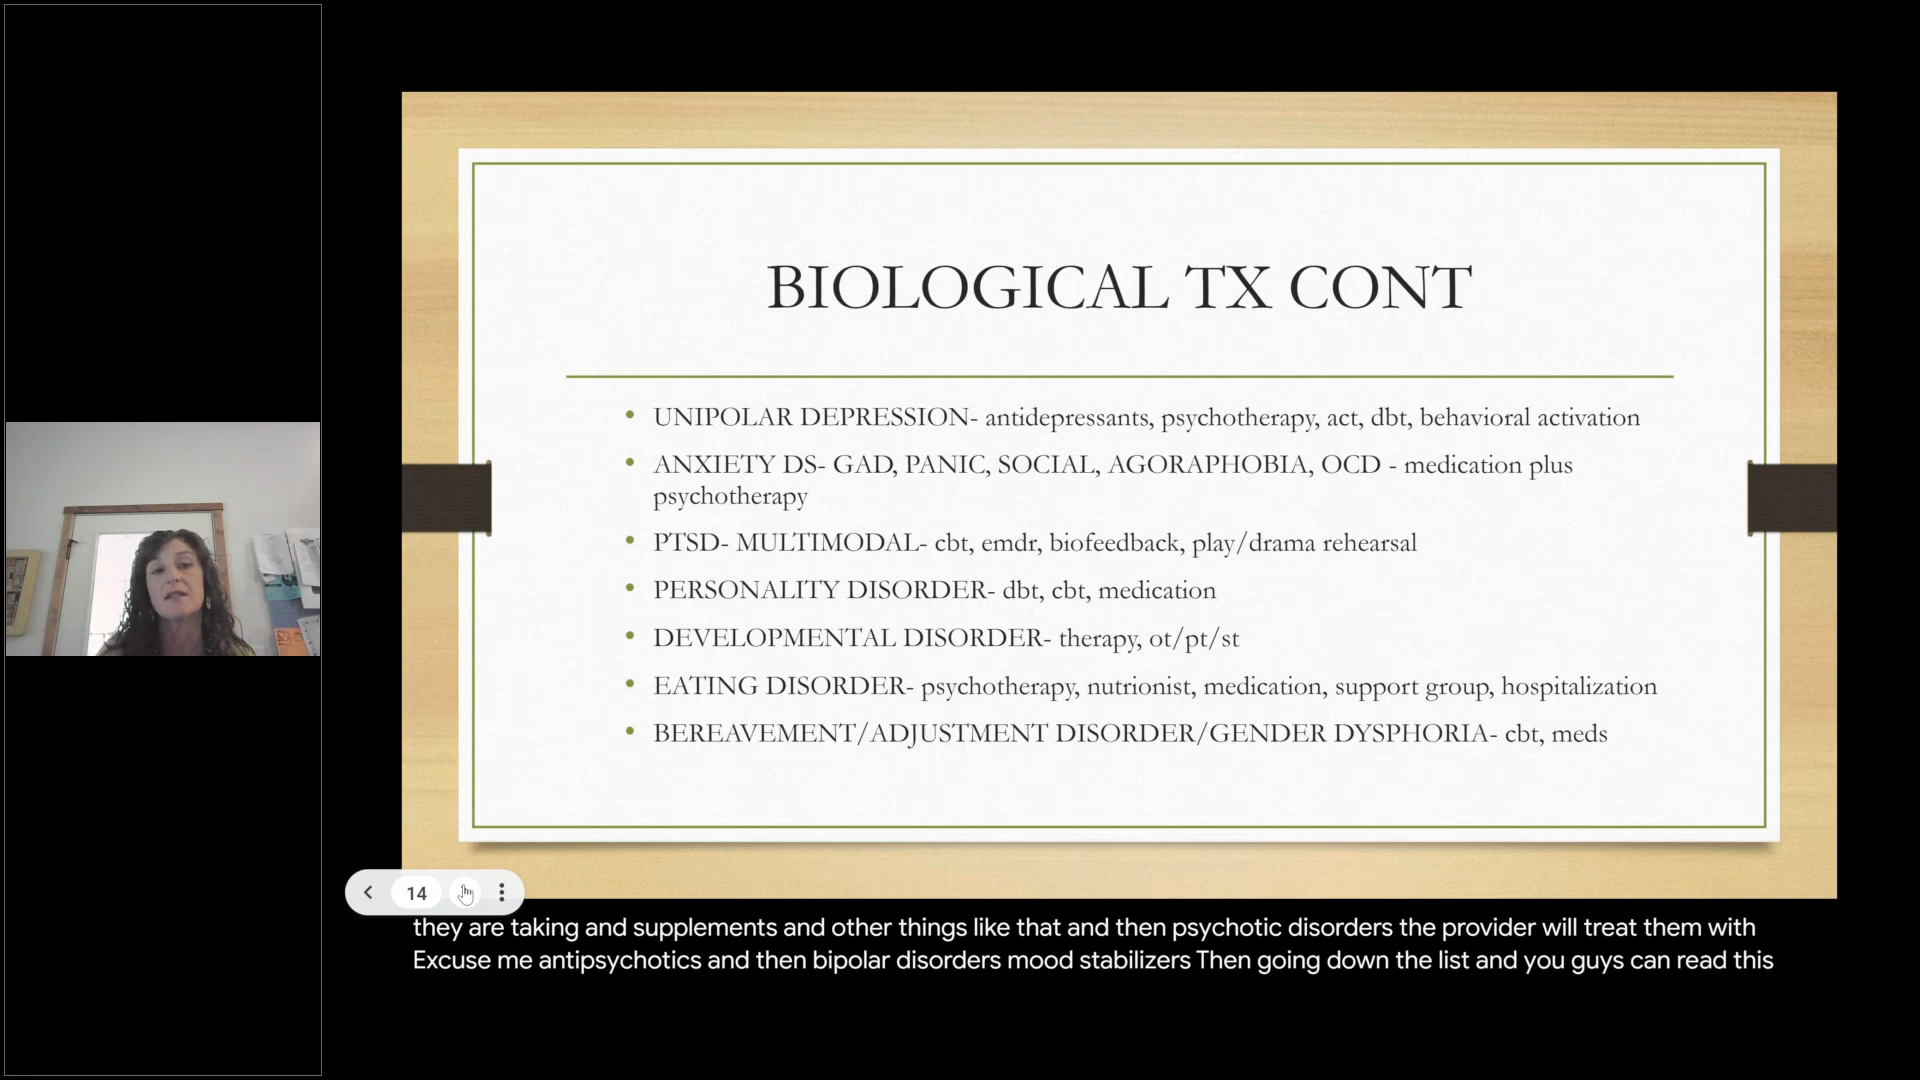 BIOLOGICAL TX CONT
• UNIPOLAR DEPRESSION- antidepressants, psychotherapy, act, dbt, behavioral activation
• ANXIETY DS- GAD, PANIC, SOCIAL, AGORAPHOBIA, OCD - medication plus
psychotherapy
• PTSD- MULTIMODAL- cbt, emdr, biofeedback, play/drama rehearsal
• PERSONALITY DISORDER- dbt, cbt, medication
• DEVELOPMENTAL DISORDER- therapy, ot/pt/st
• EATING DISORDER- psychotherapy, nutrionist, medication, support group, hospitalization
• BEREAVEMENT/ADJUSTMENT DISORDER/GENDER DYSPHORIA- cbt, meds
14
they are taking and supplements and other things like that and then psychotic disorders the provider will treat them with
Excuse me antipsychotics and then bipolar disorders mood stabilizers Then going down the list and you guys can read this